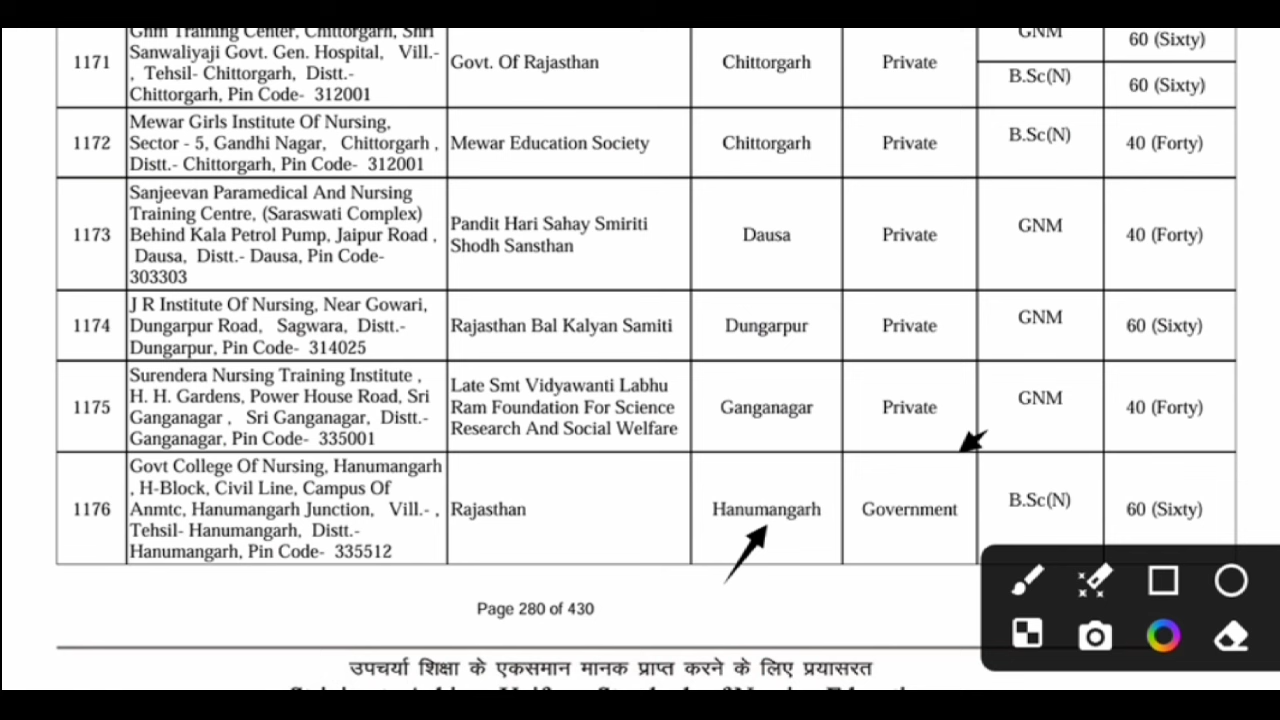 Gnm Training Center, Chittorgarh, Shri
Sanwaliyaji Govt. Gen. Hospital, Vill.-
, Tehsil- Chittorgarh, Distt.-
Chittorgarh, Pin Code- 312001
1171
Govt. Of Rajasthan
Chittorgarh
Private
GNM
60 (Sixty)
B.Sc(N)
60 (Sixty)
1172
Mewar Girls Institute Of Nursing,
Sector - 5, Gandhi Nagar, Chittorgarh ,
Distt.- Chittorgarh, Pin Code- 312001
Mewar Education Society
Chittorgarh
Private
B.Sc(N)
40 (Forty)
1173
Sanjeevan Paramedical And Nursing
Training Centre, (Saraswati Complex)
Behind Kala Petrol Pump, Jaipur Road ,
Dausa, Distt.- Dausa, Pin Code-
303303
Pandit Hari Sahay Smiriti
Shodh Sansthan
Dausa
Private
GNM
40 (Forty)
1174
J R Institute Of Nursing, Near Gowari,
Dungarpur Road, Sagwara, Distt.-
Dungarpur, Pin Code- 314025
Rajasthan Bal Kalyan Samiti
Dungarpur
Private
GNM
60 (Sixty)
1175
Surendera Nursing Training Institute ,
H. H. Gardens, Power House Road, Sri
Ganganagar , Sri Ganganagar, Distt.-
Ganganagar, Pin Code- 335001
Late Smt Vidyawanti Labhu
Ram Foundation For Science
Research And Social Welfare
Ganganagar
Private
GNM
40 (Forty)
1176
Govt College Of Nursing, Hanumangarh
, H-Block, Civil Line, Campus Of
Anmtc, Hanumangarh Junction, Vill.- ,
Tehsil- Hanumangarh, Distt.-
Hanumangarh, Pin Code- 335512
Rajasthan
Hanumangarh
Government
B.Sc(N)
60 (Sixty)
Page 280 of 430
उपचर्या शिक्षा के एकसमान मानक प्राप्त करने के लिए प्रयासरत